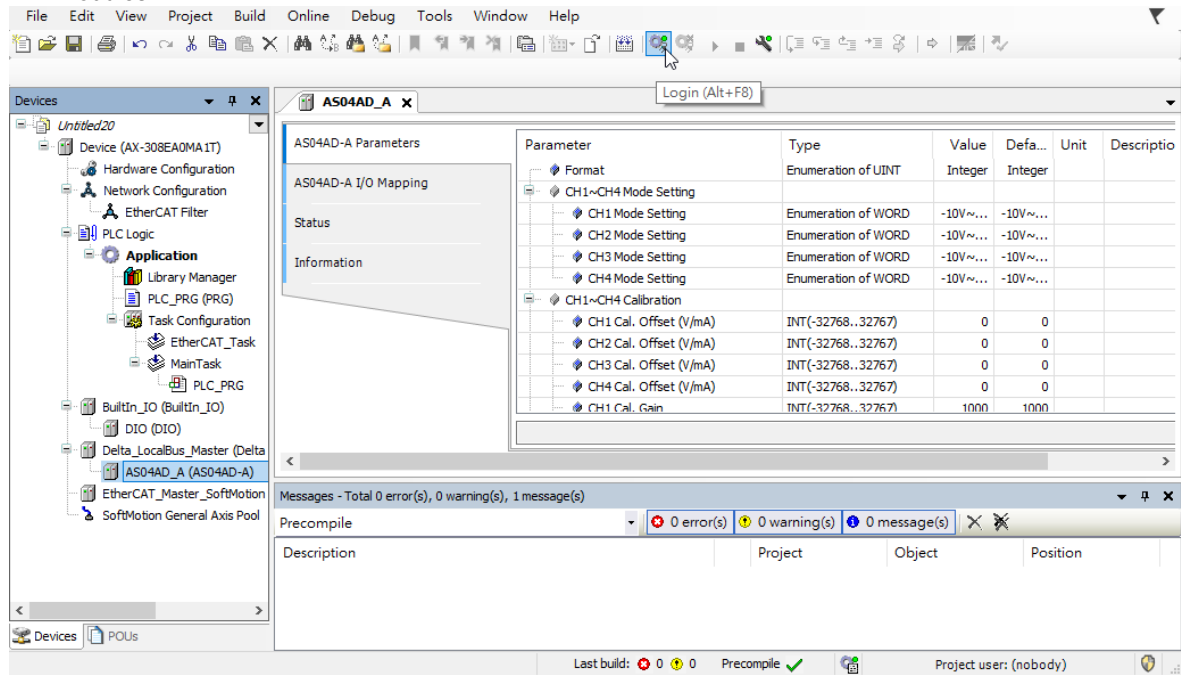 File Edit View Project Build Online Debug Tools Window Help
Login (Alt+F8)
Devices
Untitled20
Device (AX-308EA0MA1T)
Hardware Configuration
Network Configuration
EtherCAT Filter
PLC Logic
Application
Library Manager
PLC_PRG (PRG)
Task Configuration
EtherCAT_Task
MainTask
PLC_PRG
BuiltIn_IO (BuiltIn_IO)
DIO (DIO)
Delta_LocalBus_Master (Delta
AS04AD_A (AS04AD-A)
EtherCAT_Master_SoftMotion
SoftMotion General Axis Pool
Devices POUs
AS04AD_A
AS04AD-A Parameters
AS04AD-A I/O Mapping
Status
Information
Parameter Type Value Defa... Unit Descriptio
Format Enumeration of UINT Integer Integer
CH1~CH4 Mode Setting
CH1 Mode Setting Enumeration of WORD -10V~... -10V~...
CH2 Mode Setting Enumeration of WORD -10V~... -10V~...
CH3 Mode Setting Enumeration of WORD -10V~... -10V~...
CH4 Mode Setting Enumeration of WORD -10V~... -10V~...
CH1~CH4 Calibration
CH1 Cal. Offset (V/mA) INT(-32768..32767) 0 0
CH2 Cal. Offset (V/mA) INT(-32768..32767) 0 0
CH3 Cal. Offset (V/mA) INT(-32768..32767) 0 0
CH4 Cal. Offset (V/mA) INT(-32768..32767) 0 0
CH1 Cal. Gain INT(-32768..32767) 1000 1000
Messages - Total 0 error(s), 0 warning(s), 1 message(s)
Precompile 0 error(s) 0 warning(s) 0 message(s)
Description Project Object Position
Last build: 0 0 Precompile Project user: (nobody)